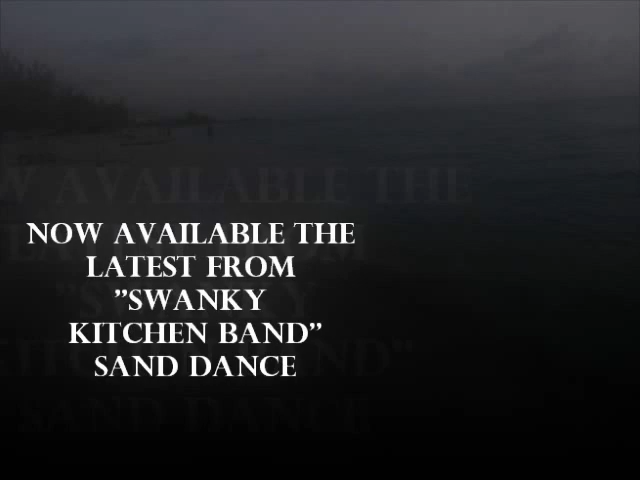 NOW AVAILABLE THE
LATEST FROM
"SWANKY
KITCHEN BAND"
SAND DANCE